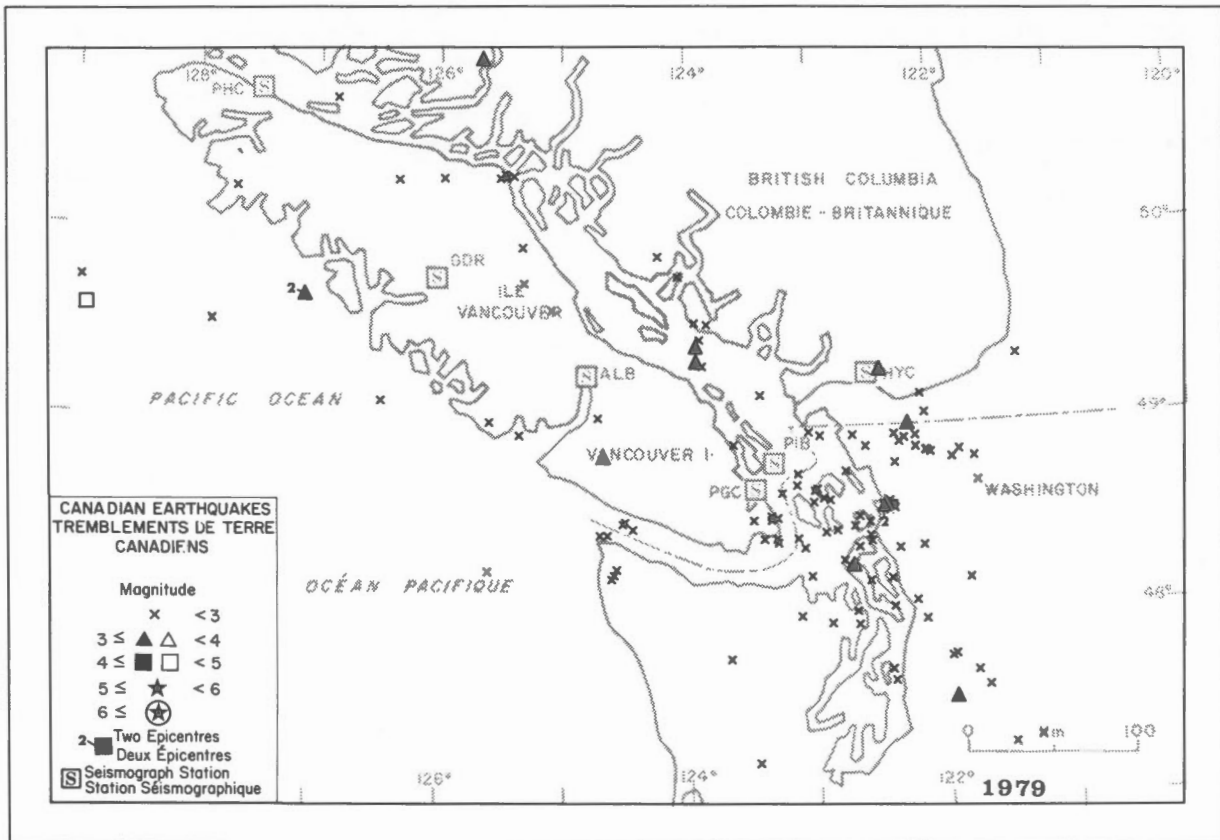 128° 126° 124° 122° 120°
PHC
BRITISH COLUMBIA
COLOMBIE-BRITANNIQUE
50°
GDR
2
ILE
VANCOUVER
ALB
HYC
PACIFIC OCEAN
49°
VANCOUVER I.
PIB
PGC
WASHINGTON
2
OCÉAN PACIFIQUE
48°
CANADIAN EARTHQUAKES
TREMBLEMENTS DE TERRE
CANADIENS
Magnitude
× < 3
3 ≤ ▲ △ < 4
4 ≤ ■ □ < 5
5 ≤ ★ < 6
6 ≤
2 Two Epicentres
Deux Épicentres
S Seismograph Station
Station Séismographique
0 100
126° 124° 122°
1979